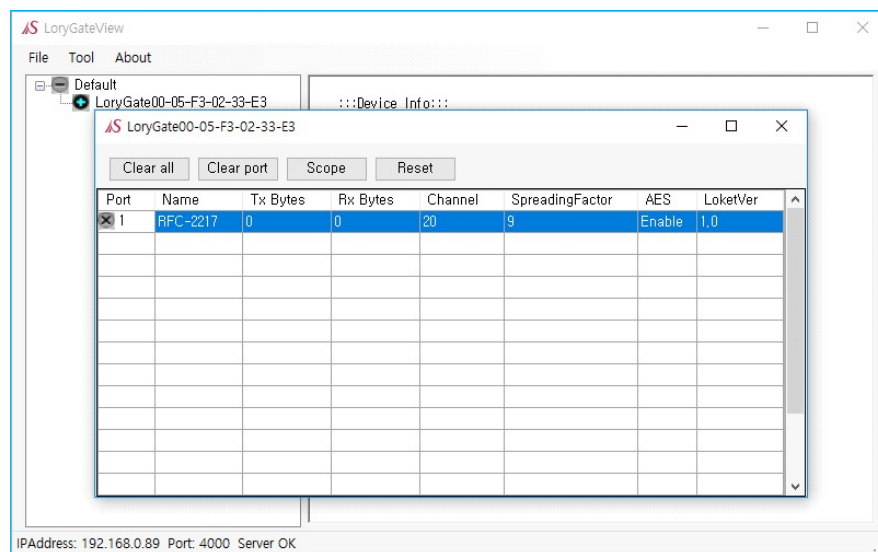 LoryGateView
File Tool About
Default
LoryGate00-05-F3-02-33-E3
:::Device Info:::
LoryGate00-05-F3-02-33-E3
Clear all Clear port Scope Reset
Port Name Tx Bytes Rx Bytes Channel SpreadingFactor AES LoketVer
1 RFC-2217 0 0 20 9 Enable 1,0
IPAddress: 192.168.0.89 Port: 4000 Server OK